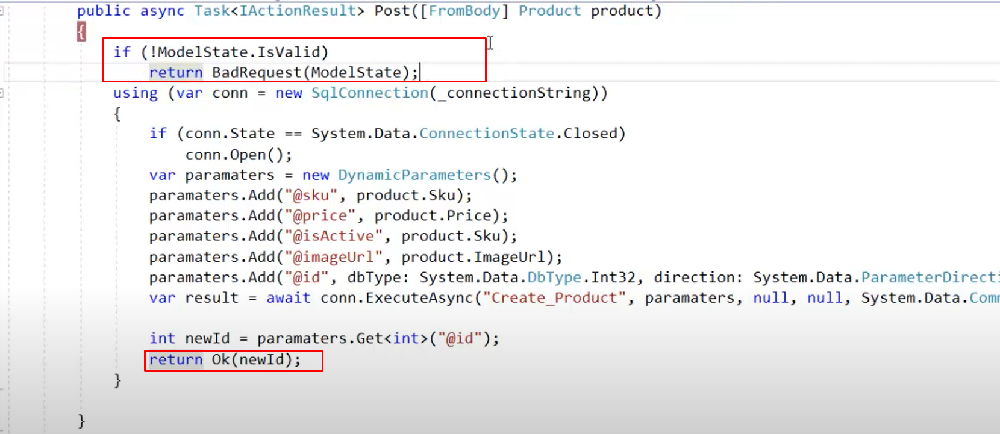 public async Task<IActionResult> Post([FromBody] Product product)
{
if (!ModelState.IsValid)
return BadRequest(ModelState);
using (var conn = new SqlConnection(_connectionString))
{
if (conn.State == System.Data.ConnectionState.Closed)
conn.Open();
var paramaters = new DynamicParameters();
paramaters.Add("@sku", product.Sku);
paramaters.Add("@price", product.Price);
paramaters.Add("@isActive", product.Sku);
paramaters.Add("@imageUrl", product.ImageUrl);
paramaters.Add("@id", dbType: System.Data.DbType.Int32, direction: System.Data.ParameterDirecti
var result = await conn.ExecuteAsync("Create_Product", paramaters, null, null, System.Data.Comm
int newId = paramaters.Get<int>("@id");
return Ok(newId);
}
}